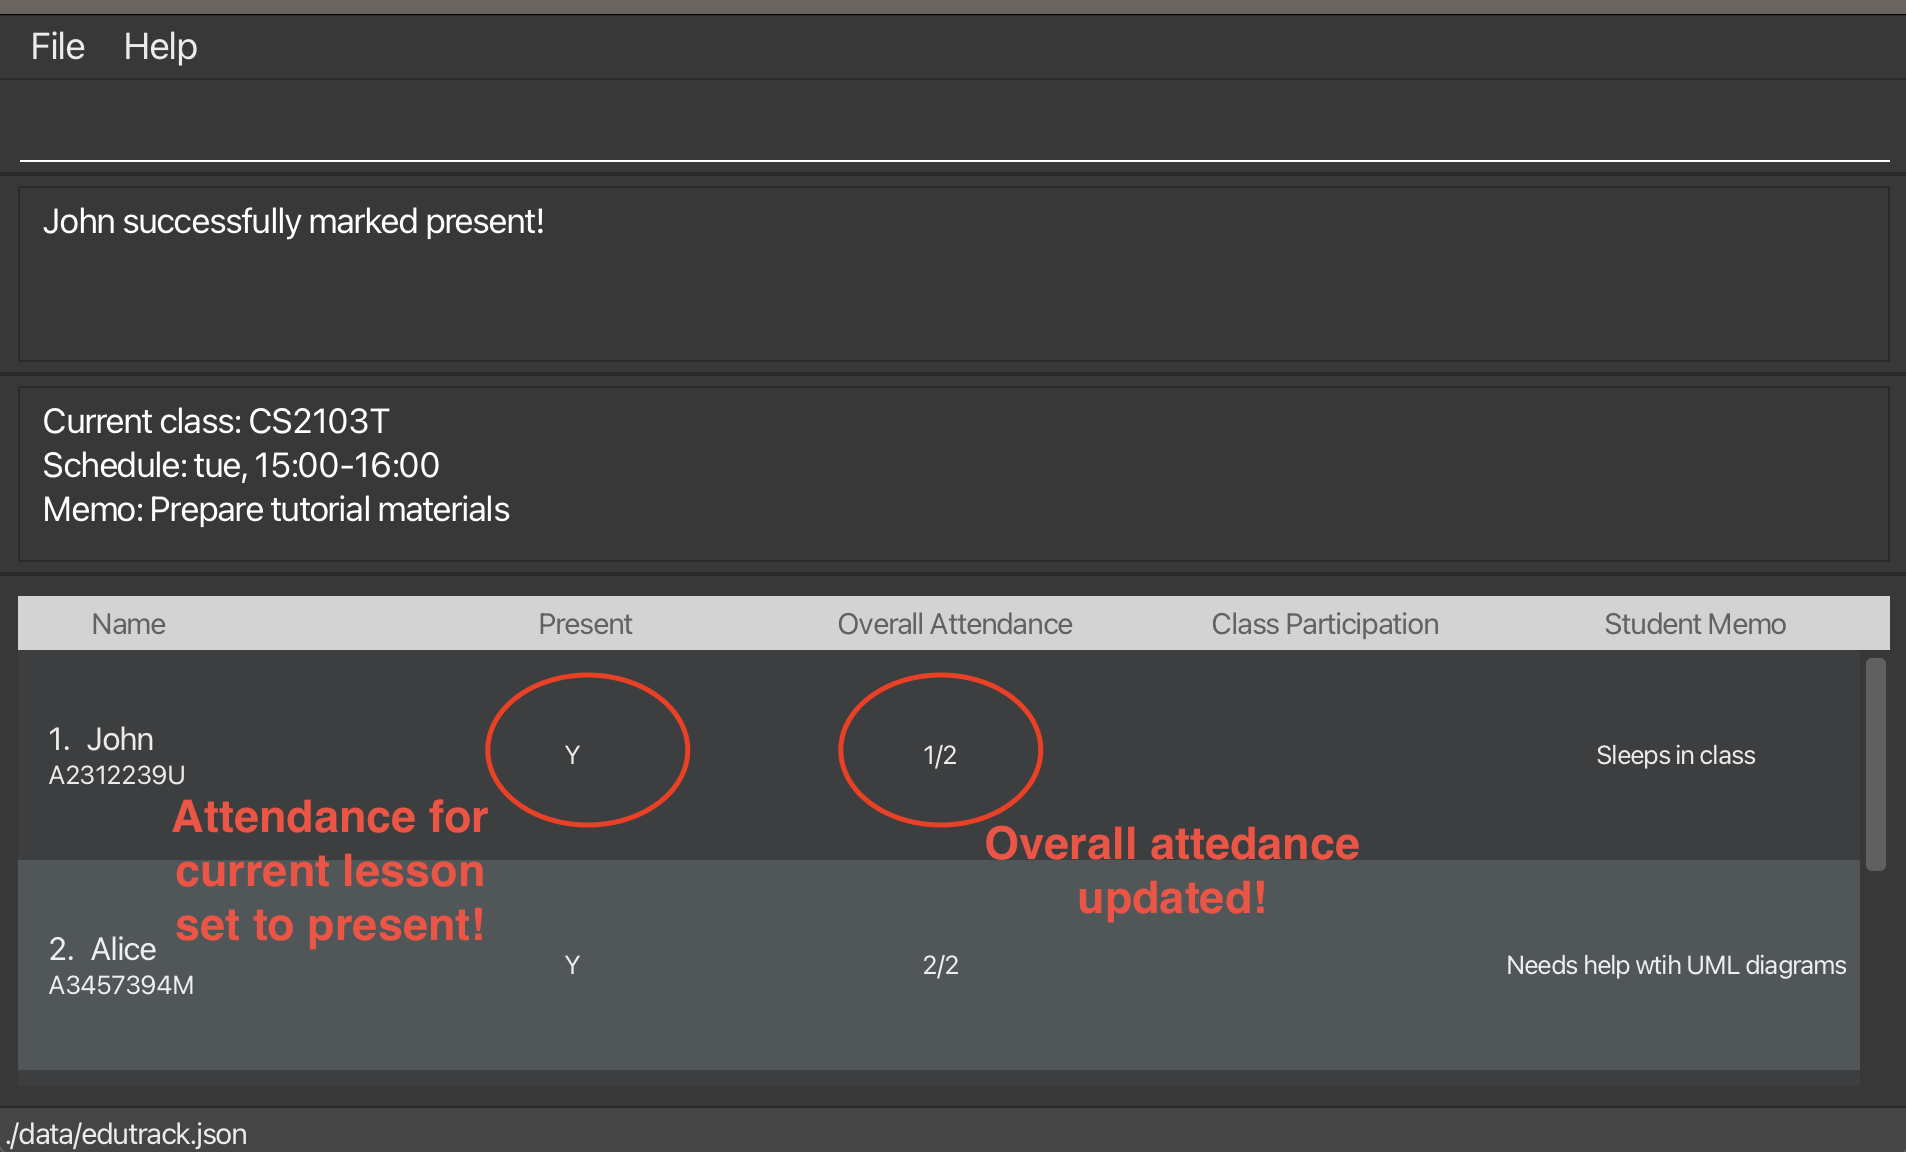 File Help
John successfully marked present!
Current class: CS2103T
Schedule: tue, 15:00-16:00
Memo: Prepare tutorial materials
Name Present Overall Attendance Class Participation Student Memo
1. John
A2312239U
Y 1/2 Sleeps in class
Attendance for
current lesson
set to present!
Overall attedance
updated!
2. Alice
A3457394M
Y 2/2 Needs help wtih UML diagrams
./data/edutrack.json